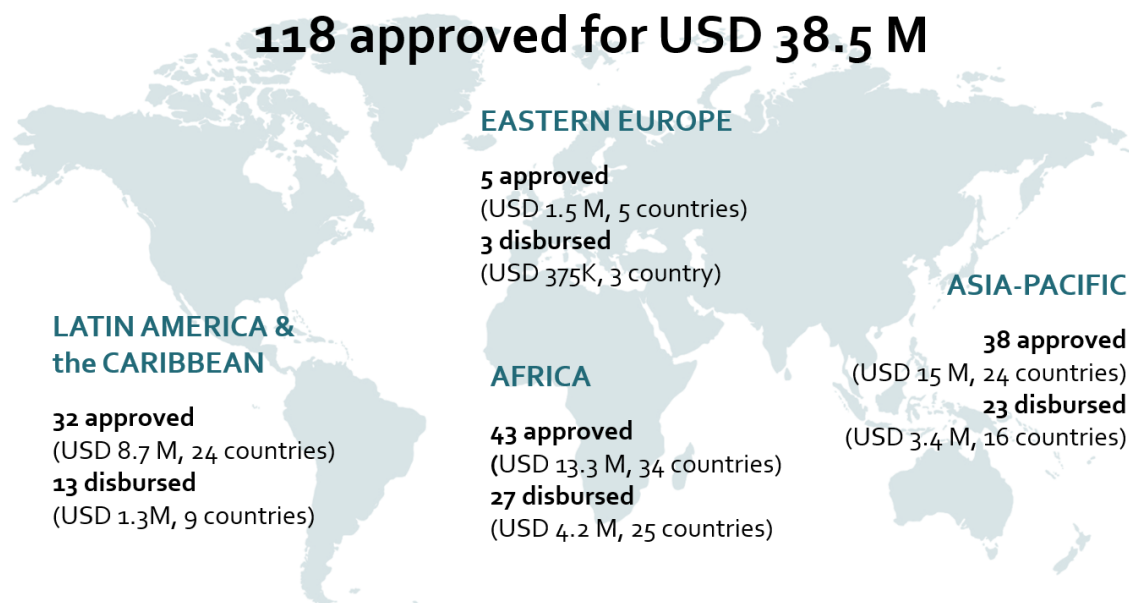 118 approved for USD 38.5 M
EASTERN EUROPE
5 approved
(USD 1.5 M, 5 countries)
3 disbursed
(USD 375K, 3 country)
ASIA-PACIFIC
38 approved
(USD 15 M, 24 countries)
23 disbursed
(USD 3.4 M, 16 countries)
LATIN AMERICA &
the CARIBBEAN
32 approved
(USD 8.7 M, 24 countries)
13 disbursed
(USD 1.3M, 9 countries)
AFRICA
43 approved
(USD 13.3 M, 34 countries)
27 disbursed
(USD 4.2 M, 25 countries)